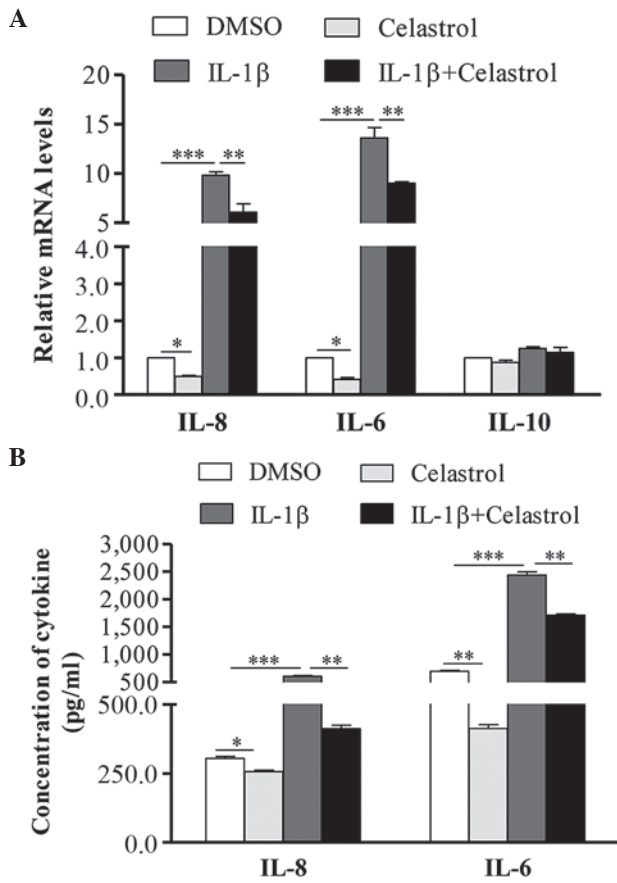 A
DMSO Celastrol
IL-1β IL-1β+Celastrol
Relative mRNA levels
20
15
10
5
4.0
3.0
2.0
1.0
0.0
*** **
*** **
*
*
IL-8 IL-6 IL-10
B
DMSO Celastrol
IL-1β IL-1β+Celastrol
Concentration of cytokine
(pg/ml)
3,000
2,500
1,500
1,000
500
500.0
250.0
0.0
*** **
*** **
**
*
IL-8 IL-6